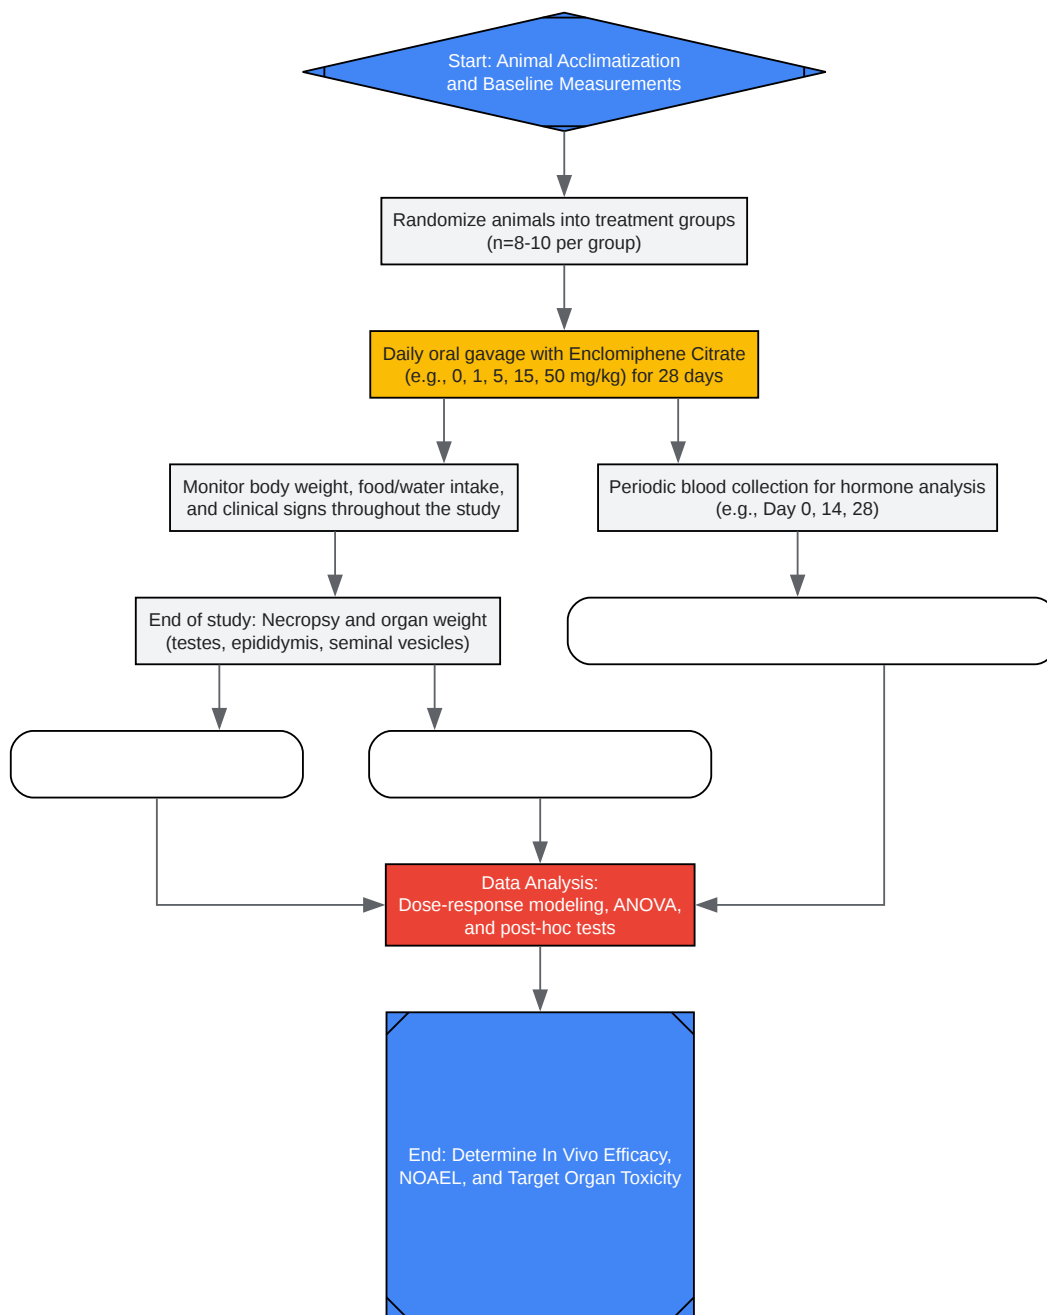 Start: Animal Acclimatization
and Baseline Measurements
Randomize animals into treatment groups
(n=8-10 per group)
Daily oral gavage with Enclomiphene Citrate
(e.g., 0, 1, 5, 15, 50 mg/kg) for 28 days
Monitor body weight, food/water intake,
and clinical signs throughout the study
Periodic blood collection for hormone analysis
(e.g., Day 0, 14, 28)
End of study: Necropsy and organ weight
(testes, epididymis, seminal vesicles)
Data Analysis:
Dose-response modeling, ANOVA,
and post-hoc tests
End: Determine In Vivo Efficacy,
NOAEL, and Target Organ Toxicity